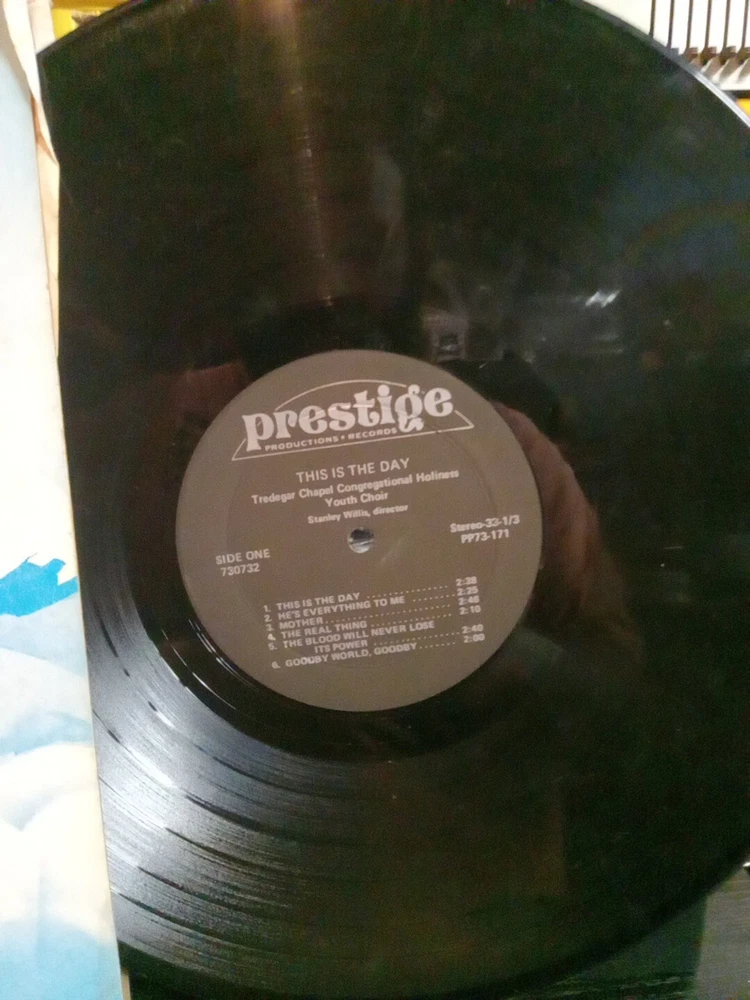 prestige
PRODUCTIONS • RECORDS
THIS IS THE DAY
Tredegar Chapel Congregational Holiness
Youth Choir
Stanley Willis, director
Stereo-33-1/3
PP73-171
SIDE ONE
730732
1. THIS IS THE DAY .................... 2:38
2. HE'S EVERYTHING TO ME .......... 2:25
3. MOTHER......................... 2:46
4. THE REAL THING ................. 2:10
5. THE BLOOD WILL NEVER LOSE
ITS POWER .................... 2:40
6. GOODBY WORLD, GOODBY ....... 2:00